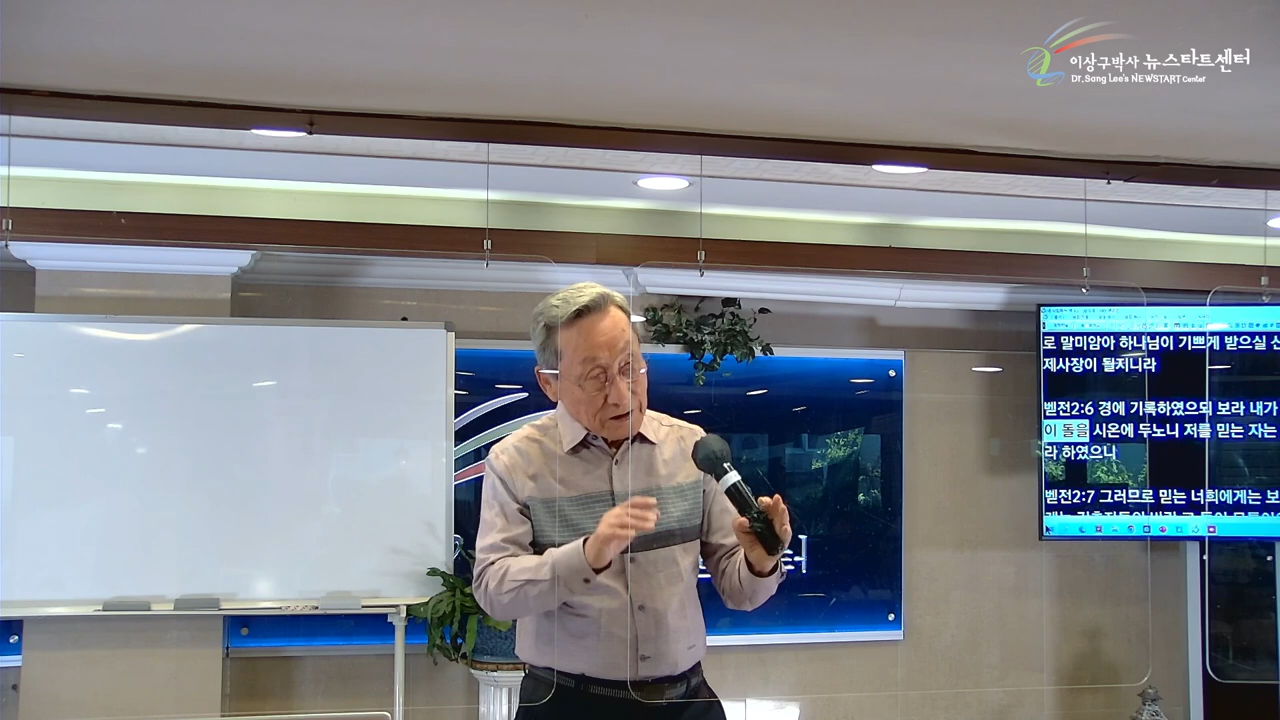 이상구박사 뉴스타트센터
Dr. Sang Lee's NEWSTART Center
로 말미암아 하나님이 기쁘게 받으실 신
제사장이 될지니라
벧전2:6 경에 기록하였으되 보라 내가
이 돌을 시온에 두노니 저를 믿는 자는
라 하였으니
벧전2:7 그러므로 믿는 너희에게는 보